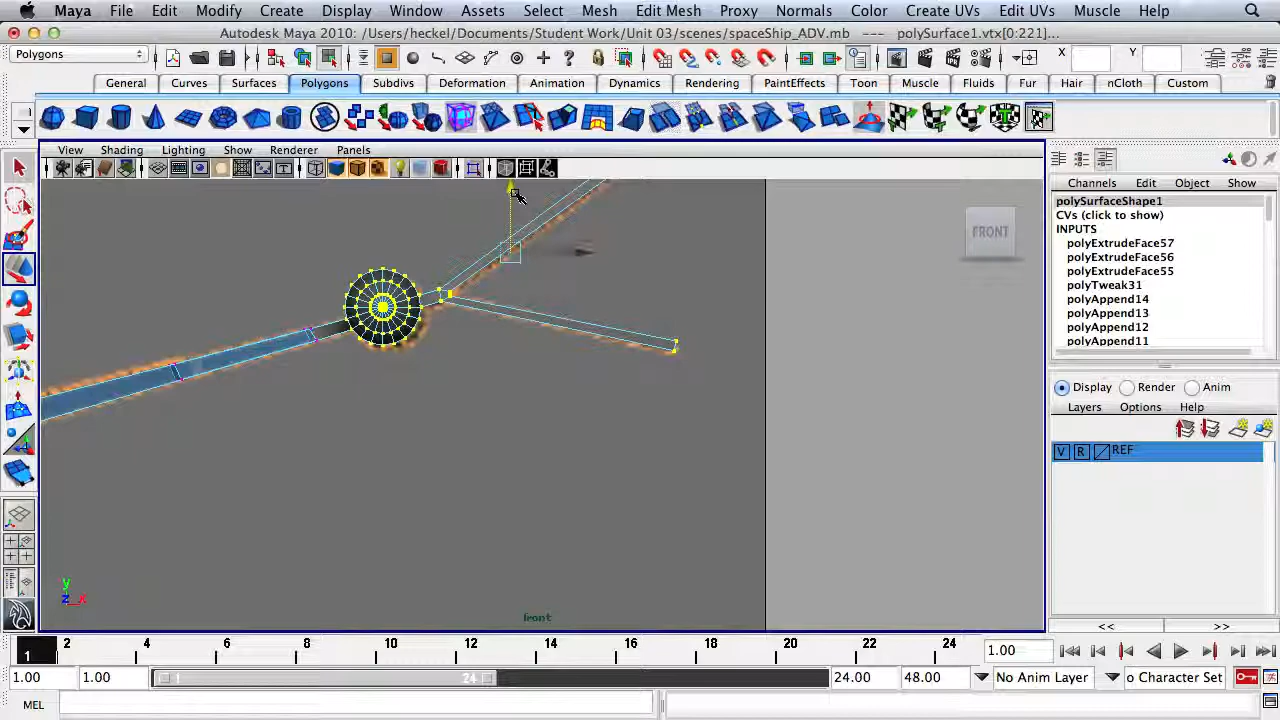 Maya File Edit Modify Create Display Window Assets Select Mesh Edit Mesh Proxy Normals Color Create UVs Edit UVs Muscle Help
Autodesk Maya 2010: /Users/heckel/Documents/Student Work/Unit 03/scenes/spaceShip_ADV.mb --- polySurface1.vtx[0:221]...
Polygons X Y
General Curves Surfaces Polygons Subdivs Deformation Animation Dynamics Rendering PaintEffects Toon Muscle Fluids Fur Hair nCloth Custom
View Shading Lighting Show Renderer Panels
Channels Edit Object Show
polySurfaceShape1
CVs (click to show)
INPUTS
polyExtrudeFace57
polyExtrudeFace56
polyExtrudeFace55
polyTweak31
polyAppend14
polyAppend13
polyAppend12
polyAppend11
FRONT
Display Render Anim
Layers Options Help
V R REF
y
z x
front
<< >>
1 2 4 6 8 10 12 14 16 18 20 22 24 1.00
1.00 1.00 1 24 24.00 48.00 No Anim Layer o Character Set
MEL